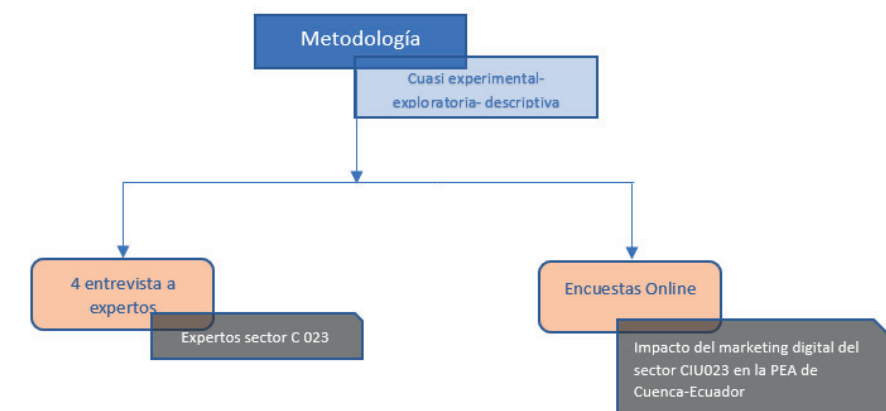 Metodología
Cuasi experimental-
exploratoria- descriptiva
4 entrevista a
expertos
Encuestas Online
Expertos sector C 023
Impacto del marketing digital del
sector CIU023 en la PEA de
Cuenca-Ecuador